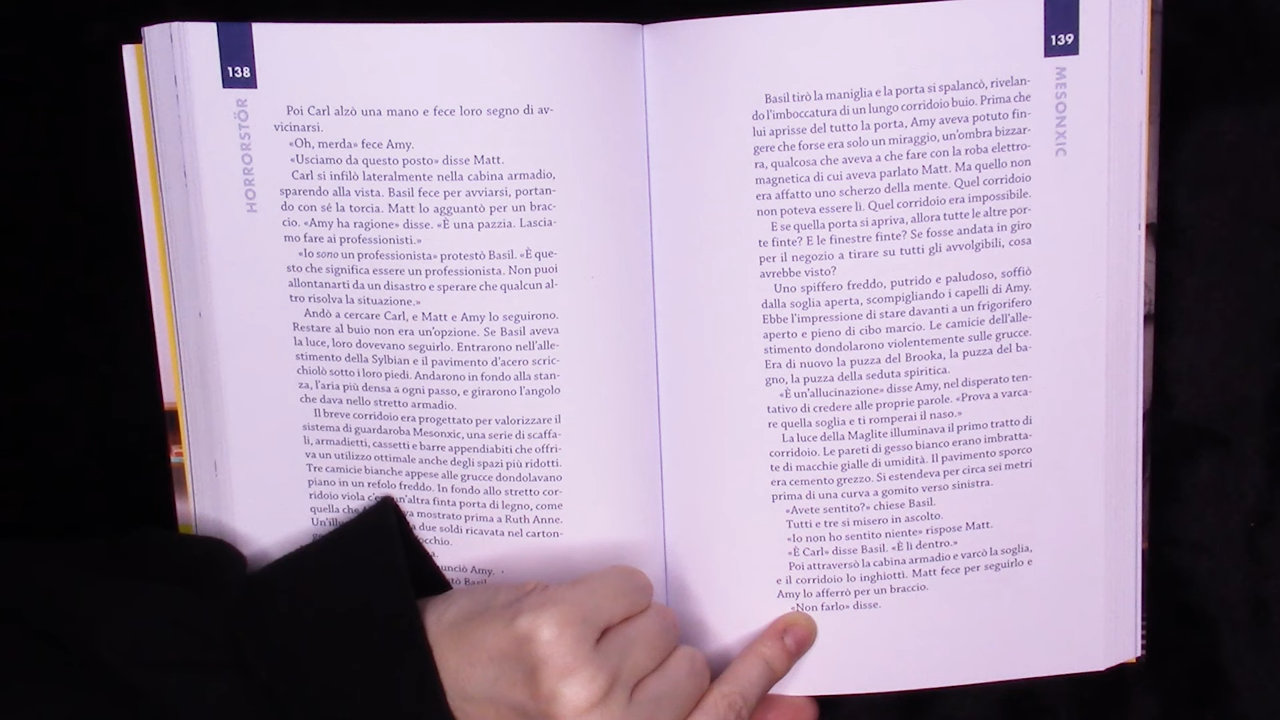 138
HORRORSTÖR
Poi Carl alzò una mano e fece loro segno di av-
vicinarsi.
«Oh, merda» fece Amy.
«Usciamo da questo posto» disse Matt.
Carl si infilò lateralmente nella cabina armadio,
sparendo alla vista. Basil fece per avviarsi, portan-
do con sé la torcia. Matt lo agguantò per un brac-
cio. «Amy ha ragione» disse. «È una pazzia. Lascia-
mo fare ai professionisti.»
«Io sono un professionista» protestò Basil. «È que-
sto che significa essere un professionista. Non puoi
allontanarti da un disastro e sperare che qualcun al-
tro risolva la situazione.»
Andò a cercare Carl, e Matt e Amy lo seguirono.
Restare al buio non era un'opzione. Se Basil aveva
la luce, loro dovevano seguirlo. Entrarono nell'alle-
stimento della Sylbian e il pavimento d'acero scric-
chiolò sotto i loro piedi. Andarono in fondo alla stan-
za, l'aria più densa a ogni passo, e girarono l'angolo
che dava nello stretto armadio.
Il breve corridoio era progettato per valorizzare il
sistema di guardaroba Mesonxic, una serie di scaffa-
li, armadietti, cassetti e barre appendiabiti che offri-
va un utilizzo ottimale anche degli spazi più ridotti.
Tre camicie bianche appese alle grucce dondolavano
piano in un refolo freddo. In fondo allo stretto cor-
ridoio viola un'altra finta porta di legno, come
quella che mostrato prima a Ruth Anne.
due soldi ricavata nel carton-
Amy.
139
MESONXIC
Basil tirò la maniglia e la porta si spalancò, rivelan-
do l'imboccatura di un lungo corridoio buio. Prima che
lui aprisse del tutto la porta, Amy aveva potuto fin-
gere che forse era solo un miraggio, un'ombra bizzar-
ra, qualcosa che aveva a che fare con la roba elettro-
magnetica di cui aveva parlato Matt. Ma quello non
era affatto uno scherzo della mente. Quel corridoio
non poteva essere lì. Quel corridoio era impossibile.
E se quella porta si apriva, allora tutte le altre por-
te finte? E le finestre finte? Se fosse andata in giro
per il negozio a tirare su tutti gli avvolgibili, cosa
avrebbe visto?
Uno spiffero freddo, putrido e paludoso, soffiò
dalla soglia aperta, scompigliando i capelli di Amy.
Ebbe l'impressione di stare davanti a un frigorifero
aperto e pieno di cibo marcio. Le camicie dell'alle-
stimento dondolarono violentemente sulle grucce.
Era di nuovo la puzza del Brooka, la puzza del ba-
gno, la puzza della seduta spiritica.
«È un'allucinazione» disse Amy, nel disperato ten-
tativo di credere alle proprie parole. «Prova a varca-
re quella soglia e ti romperai il naso.»
La luce della Maglite illuminava il primo tratto di
corridoio. Le pareti di gesso bianco erano imbratta-
te di macchie gialle di umidità. Il pavimento sporco
era cemento grezzo. Si estendeva per circa sei metri
prima di una curva a gomito verso sinistra.
«Avete sentito?» chiese Basil.
Tutti e tre si misero in ascolto.
«Io non ho sentito niente» rispose Matt.
«È Carl» disse Basil. «È lì dentro.»
Poi attraversò la cabina armadio e varcò la soglia,
e il corridoio lo inghiottì. Matt fece per seguirlo e
Amy lo afferrò per un braccio.
«Non farlo» disse.